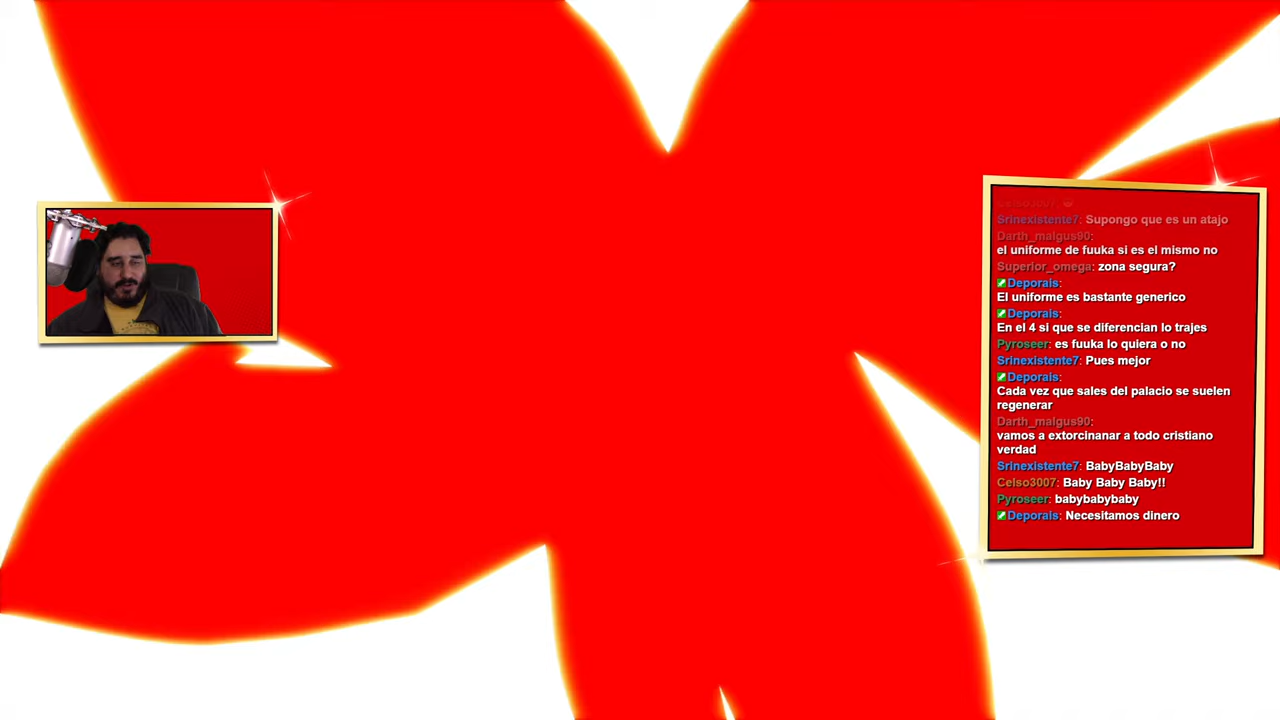 Celso3007
Srinexistente7: Supongo que es un atajo
Darth_malgus90:
el uniforme de fuuka si es el mismo no
Superior_omega: zona segura?
Deporais:
El uniforme es bastante generico
Deporais:
En el 4 si que se diferencian lo trajes
Pyroseer: es fuuka lo quiera o no
Srinexistente7: Pues mejor
Deporais:
Cada vez que sales del palacio se suelen
regenerar
Darth_malgus90:
vamos a extorcinanar a todo cristiano
verdad
Srinexistente7: BabyBabyBaby
Celso3007: Baby Baby Baby!!
Pyroseer: babybabybaby
Deporais: Necesitamos dinero